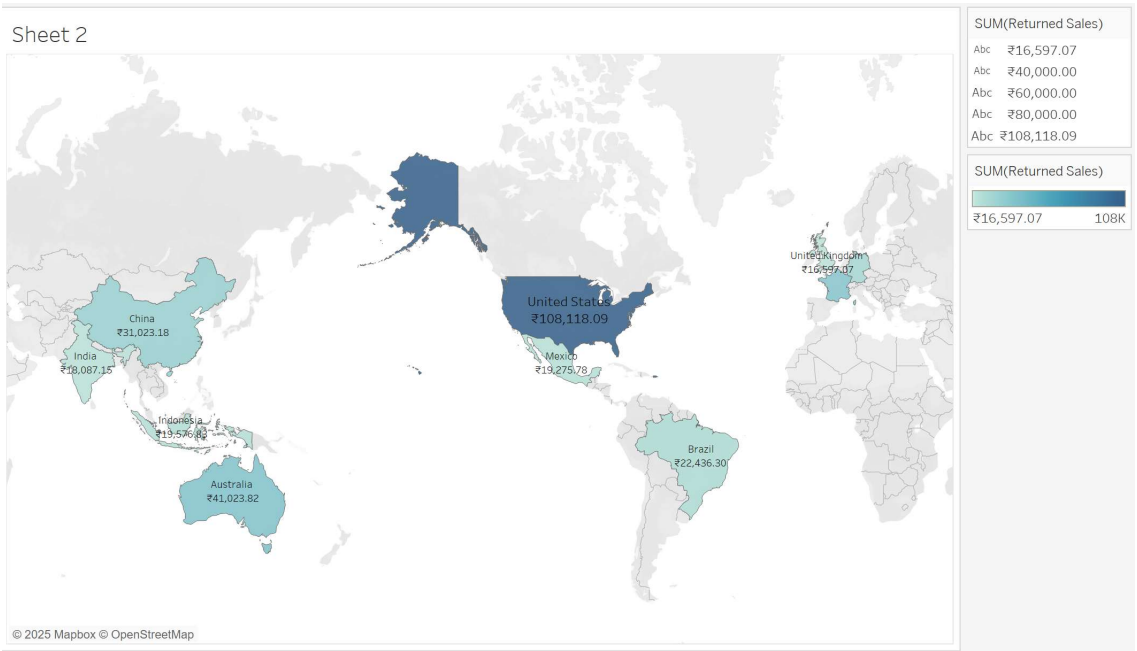 Sheet 2
China
₹31,023.18
India
₹18,087.15
Indonesia
₹19,576.83
Australia
₹41,023.82
United States
₹108,118.09
Mexico
₹19,275.78
Brazil
₹22,436.30
United Kingdom
₹16,597.07
© 2025 Mapbox © OpenStreetMap
SUM(Returned Sales)
Abc ₹16,597.07
Abc ₹40,000.00
Abc ₹60,000.00
Abc ₹80,000.00
Abc ₹108,118.09
SUM(Returned Sales)
₹16,597.07 108K